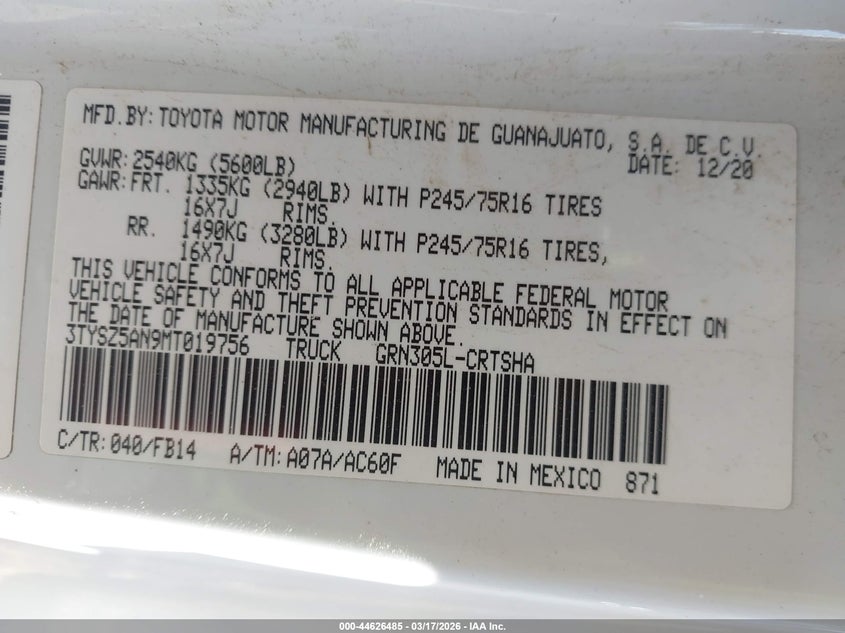 MFD.BY:TOYOTA MOTOR MANUFACTURING DE GUANAJUATO, S.A. DE C.V.
DATE: 12/20
GVWR:2540KG (5600LB)
GAWR:FRT. 1335KG (2940LB) WITH P245/75R16 TIRES
16X7J RIMS.
RR. 1490KG (3280LB) WITH P245/75R16 TIRES,
16X7J RIMS.
THIS VEHICLE CONFORMS TO ALL APPLICABLE FEDERAL MOTOR
VEHICLE SAFETY AND THEFT PREVENTION STANDARDS IN EFFECT ON
THE DATE OF MANUFACTURE SHOWN ABOVE.
3TYSZ5AN9MT019756 TRUCK GRN305L-CRTSHA
C/TR:040/FB14 A/TM:A07A/AC60F MADE IN MEXICO 871
000-44626485 - 03/17/2026 - IAA Inc.